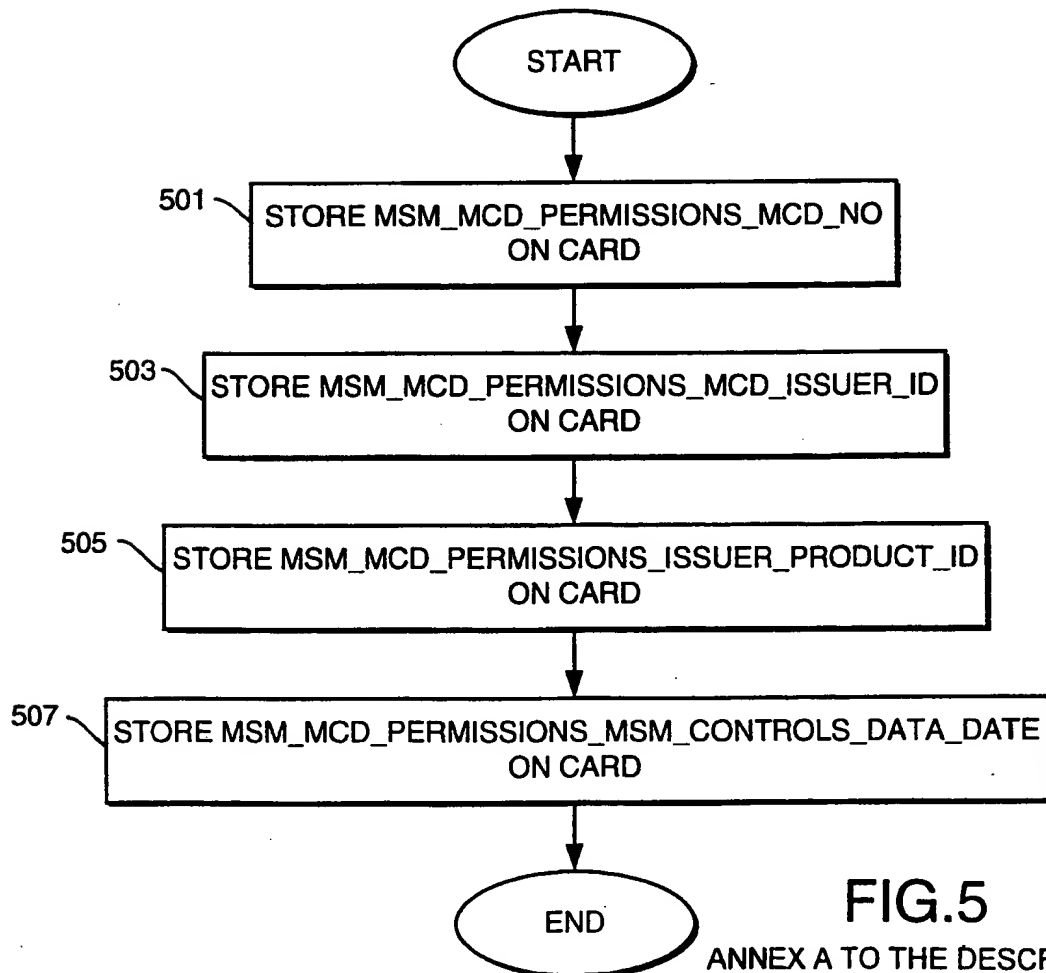 START
501
STORE MSM_MCD_PERMISSIONS_MCD_NO
ON CARD
503
STORE MSM_MCD_PERMISSIONS_MCD_ISSUER_ID
ON CARD
505
STORE MSM_MCD_PERMISSIONS_ISSUER_PRODUCT_ID
ON CARD
507
STORE MSM_MCD_PERMISSIONS_MSM_CONTROLS_DATA_DATE
ON CARD
END
FIG.5
ANNEX A TO THE